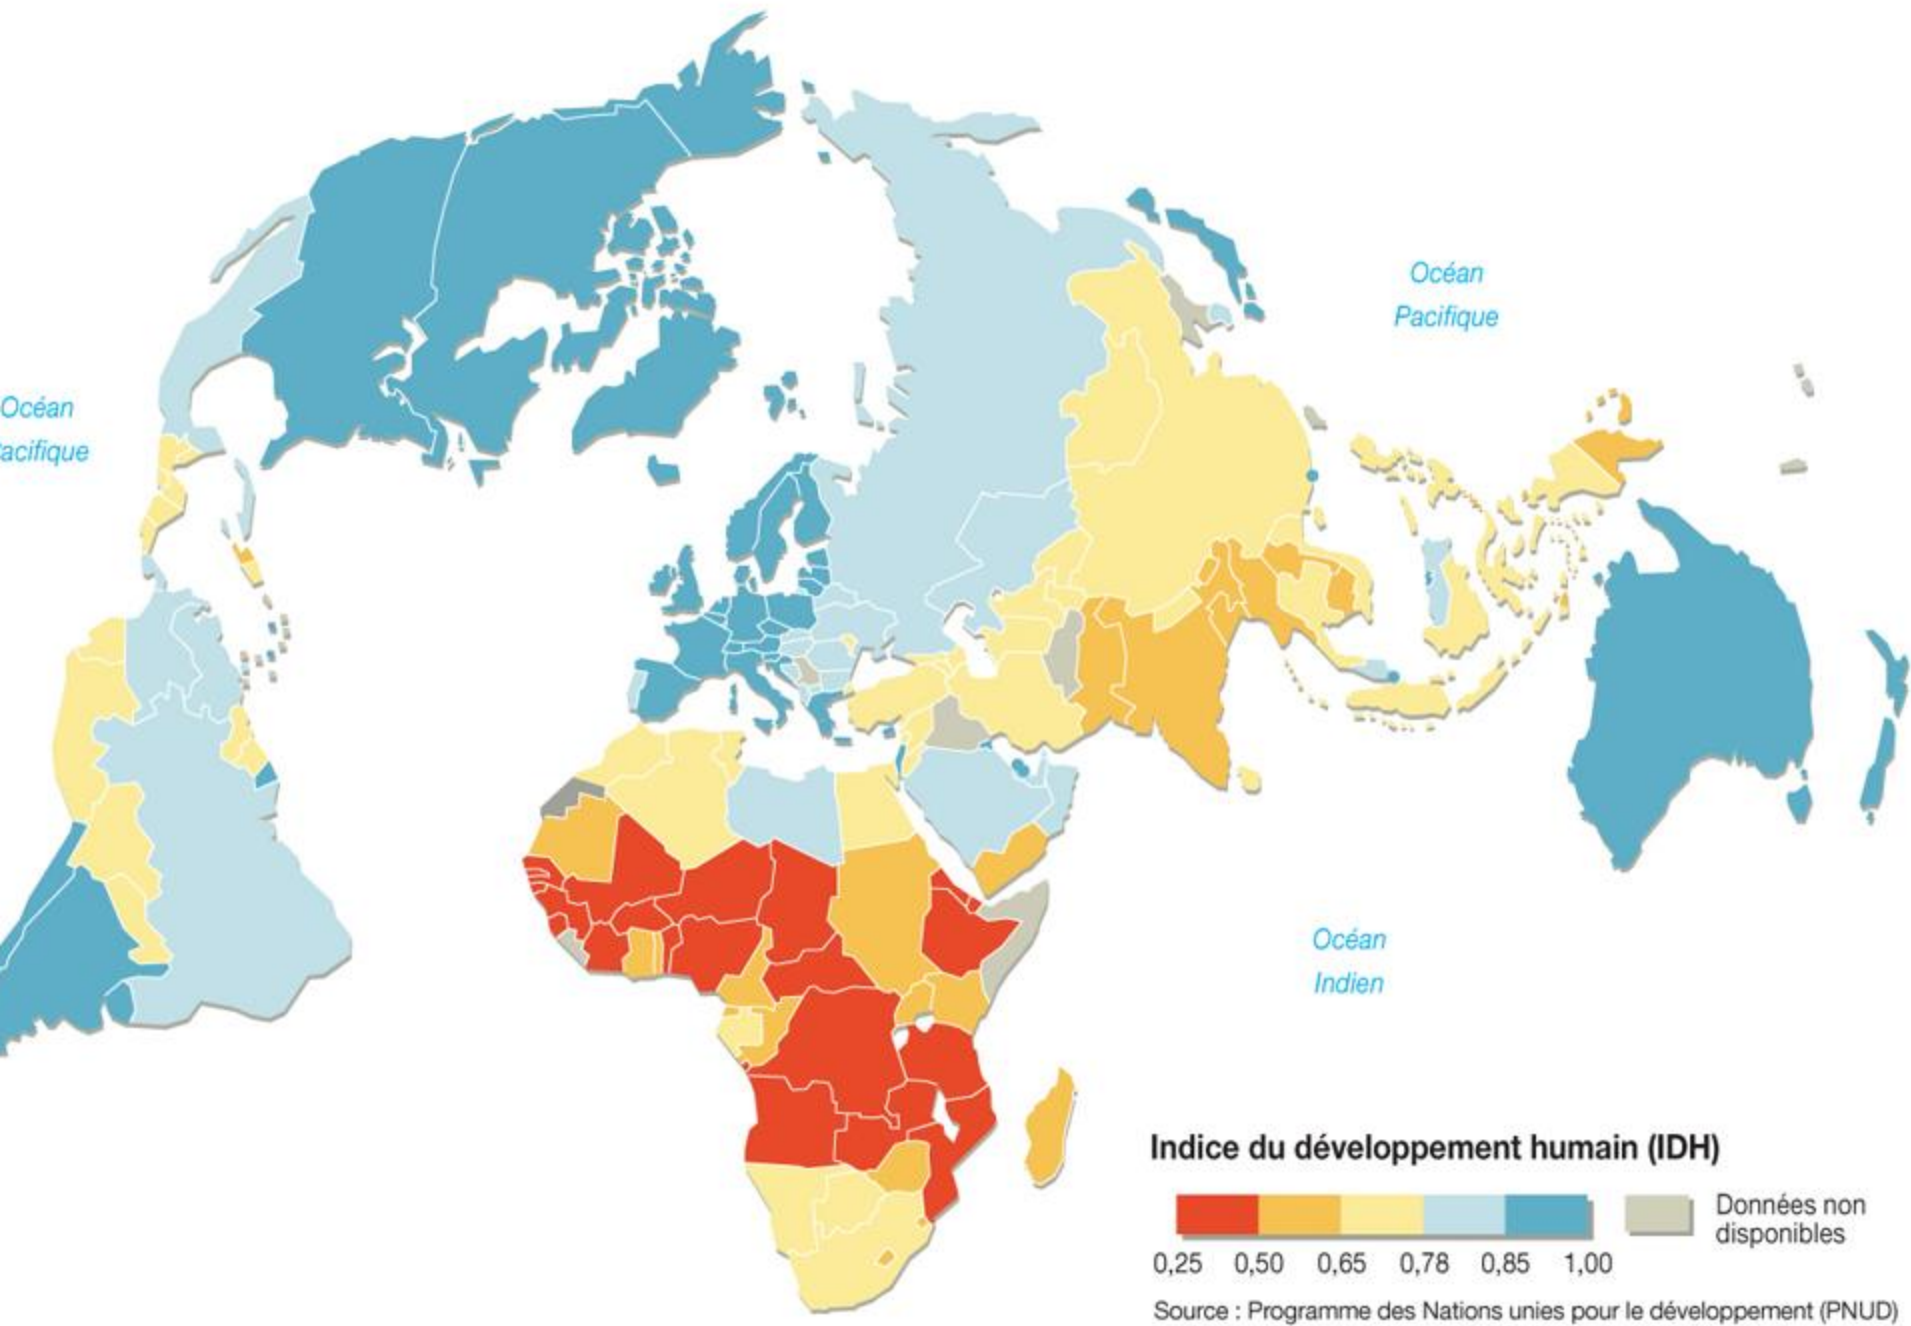 Océan
Pacifique
Océan
acifique
Océan
Indien
Indice du développement humain (IDH)
0,25 0,50 0,65 0,78 0,85 1,00
Données non
disponibles
Source : Programme des Nations unies pour le développement (PNUD)